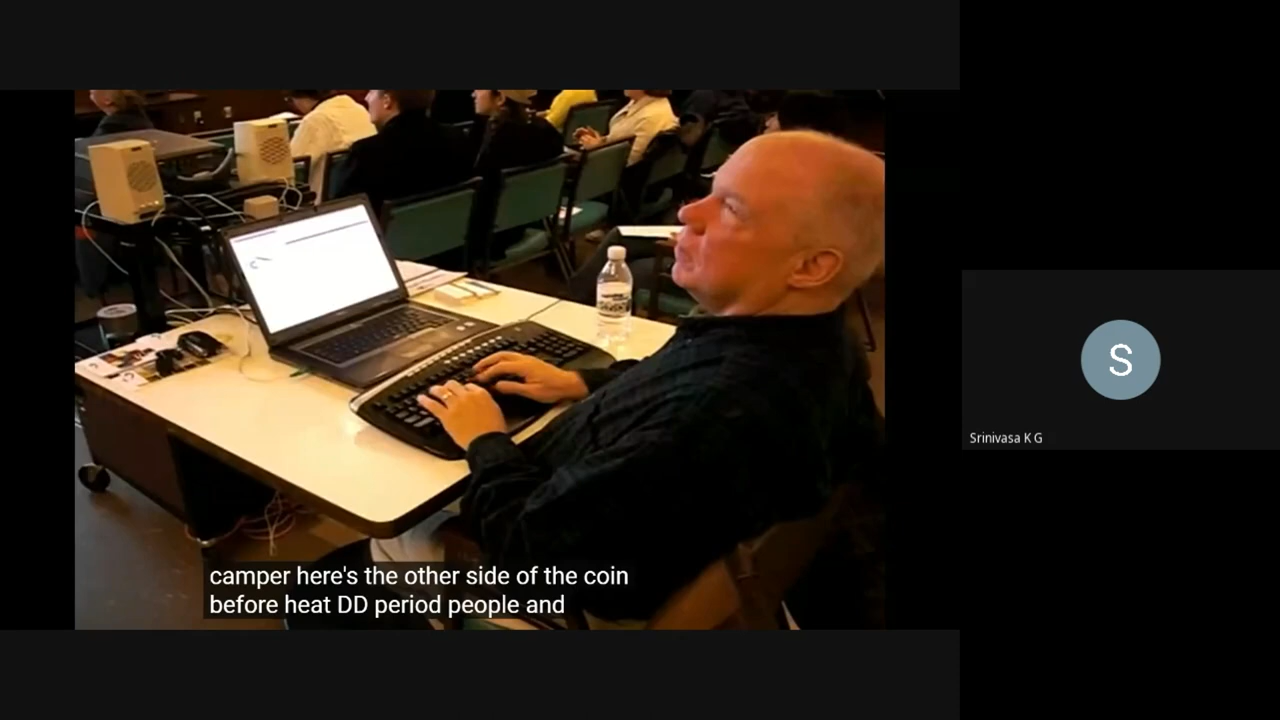 camper here's the other side of the coin
before heat DD period people and
S
Srinivasa K G